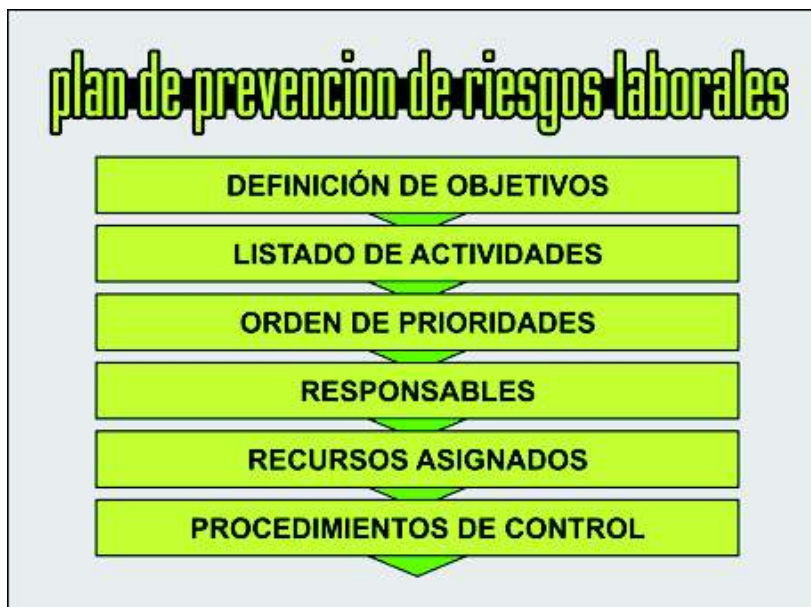 plan de prevencion de riesgos laborales
DEFINICIÓN DE OBJETIVOS
LISTADO DE ACTIVIDADES
ORDEN DE PRIORIDADES
RESPONSABLES
RECURSOS ASIGNADOS
PROCEDIMIENTOS DE CONTROL